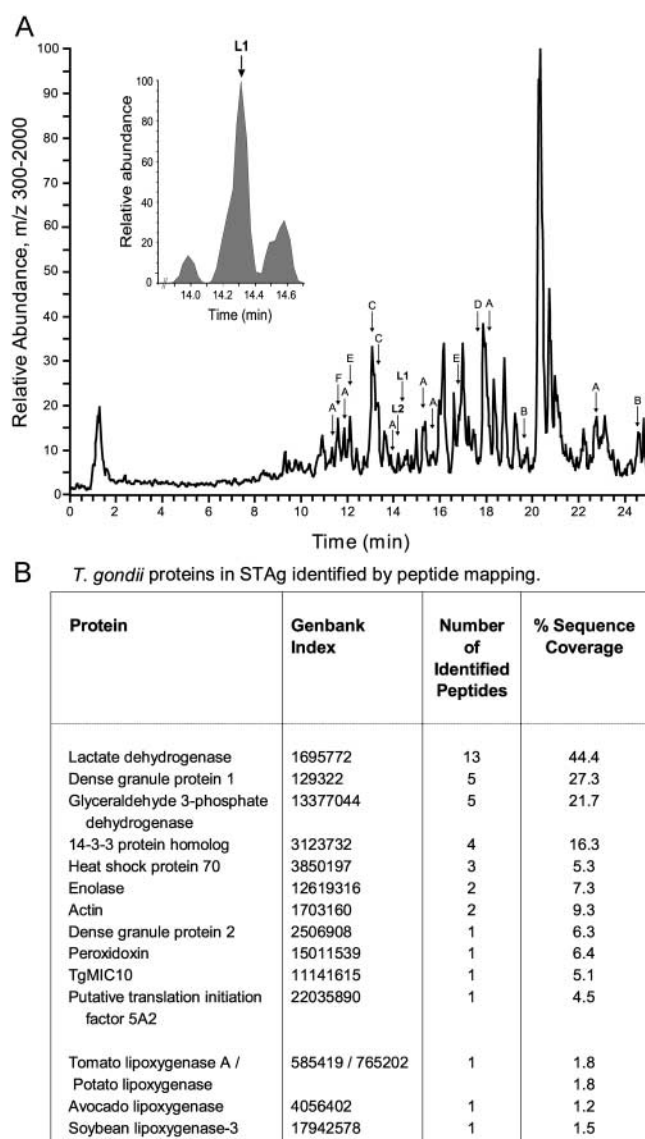 A
L1
100
90
80
70
60
50
40
30
20
10
0
Relative Abundance, m/z 300-2000
100
80
60
40
20
0
Relative abundance
14.0 14.2 14.4 14.6
Time (min)
A
F
A
E
C
C
A
L2
L1
A
A
E
D
A
B
A
B
0 2 4 6 8 10 12 14 16 18 20 22 24
Time (min)
B T. gondii proteins in STAg identified by peptide mapping.
Protein Genbank Index Number of Identified Peptides % Sequence Coverage
Lactate dehydrogenase 1695772 13 44.4
Dense granule protein 1 129322 5 27.3
Glyceraldehyde 3-phosphate 13377044 5 21.7
dehydrogenase
14-3-3 protein homolog 3123732 4 16.3
Heat shock protein 70 3850197 3 5.3
Enolase 12619316 2 7.3
Actin 1703160 2 9.3
Dense granule protein 2 2506908 1 6.3
Peroxidoxin 15011539 1 6.4
TgMIC10 11141615 1 5.1
Putative translation initiation 22035890 1 4.5
factor 5A2
Tomato lipoxygenase A / 585419 / 765202 1 1.8
Potato lipoxygenase 1.8
Avocado lipoxygenase 4056402 1 1.2
Soybean lipoxygenase-3 17942578 1 1.5